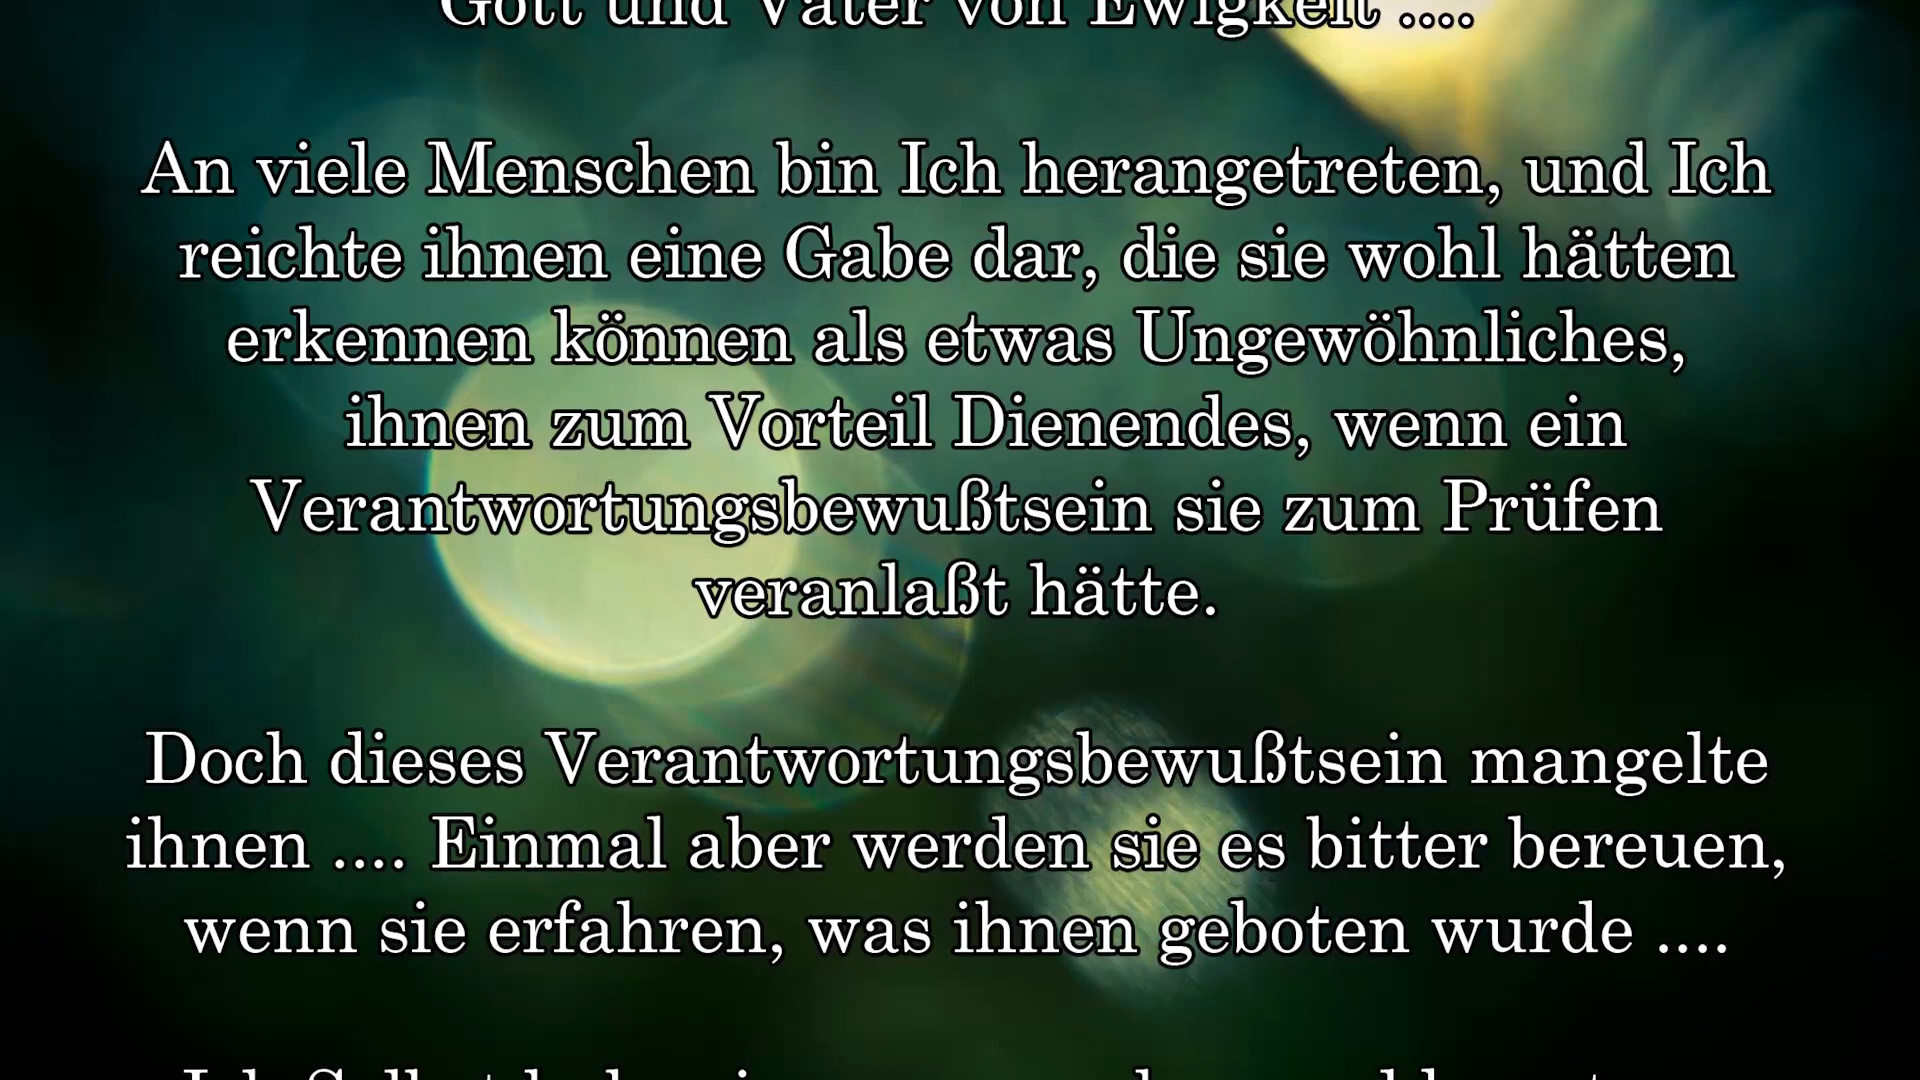 Gott und Vater von Ewigkeit ....
An viele Menschen bin Ich herangetreten, und Ich
reichte ihnen eine Gabe dar, die sie wohl hätten
erkennen können als etwas Ungewöhnliches,
ihnen zum Vorteil Dienendes, wenn ein
Verantwortungsbewußtsein sie zum Prüfen
veranlaßt hätte.
Doch dieses Verantwortungsbewußtsein mangelte
ihnen .... Einmal aber werden sie es bitter bereuen,
wenn sie erfahren, was ihnen geboten wurde ....
Ich Selbst